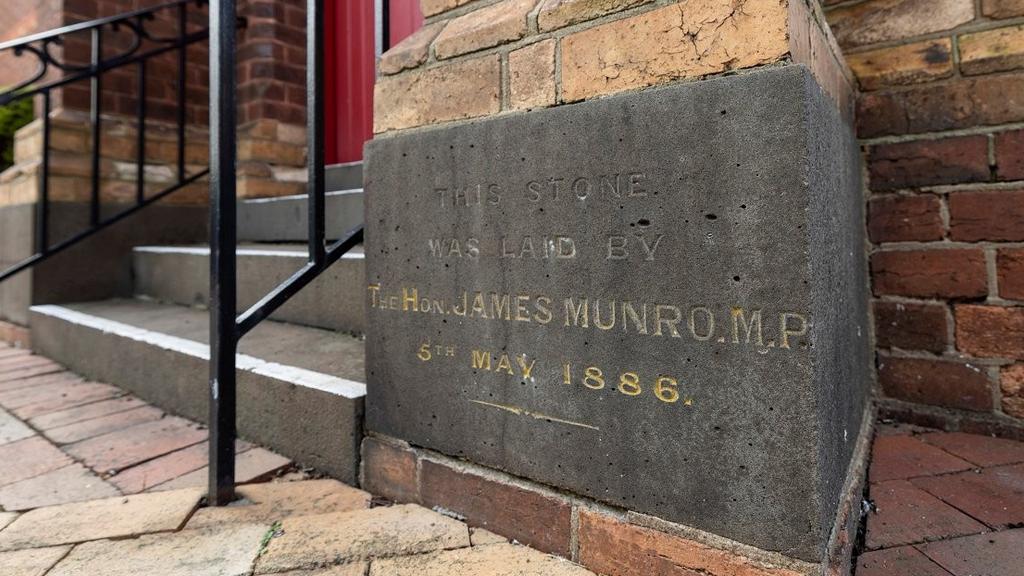 THIS STONE
WAS LAID BY
THE HON. JAMES MUNRO. M.P.
5TH MAY 1886.